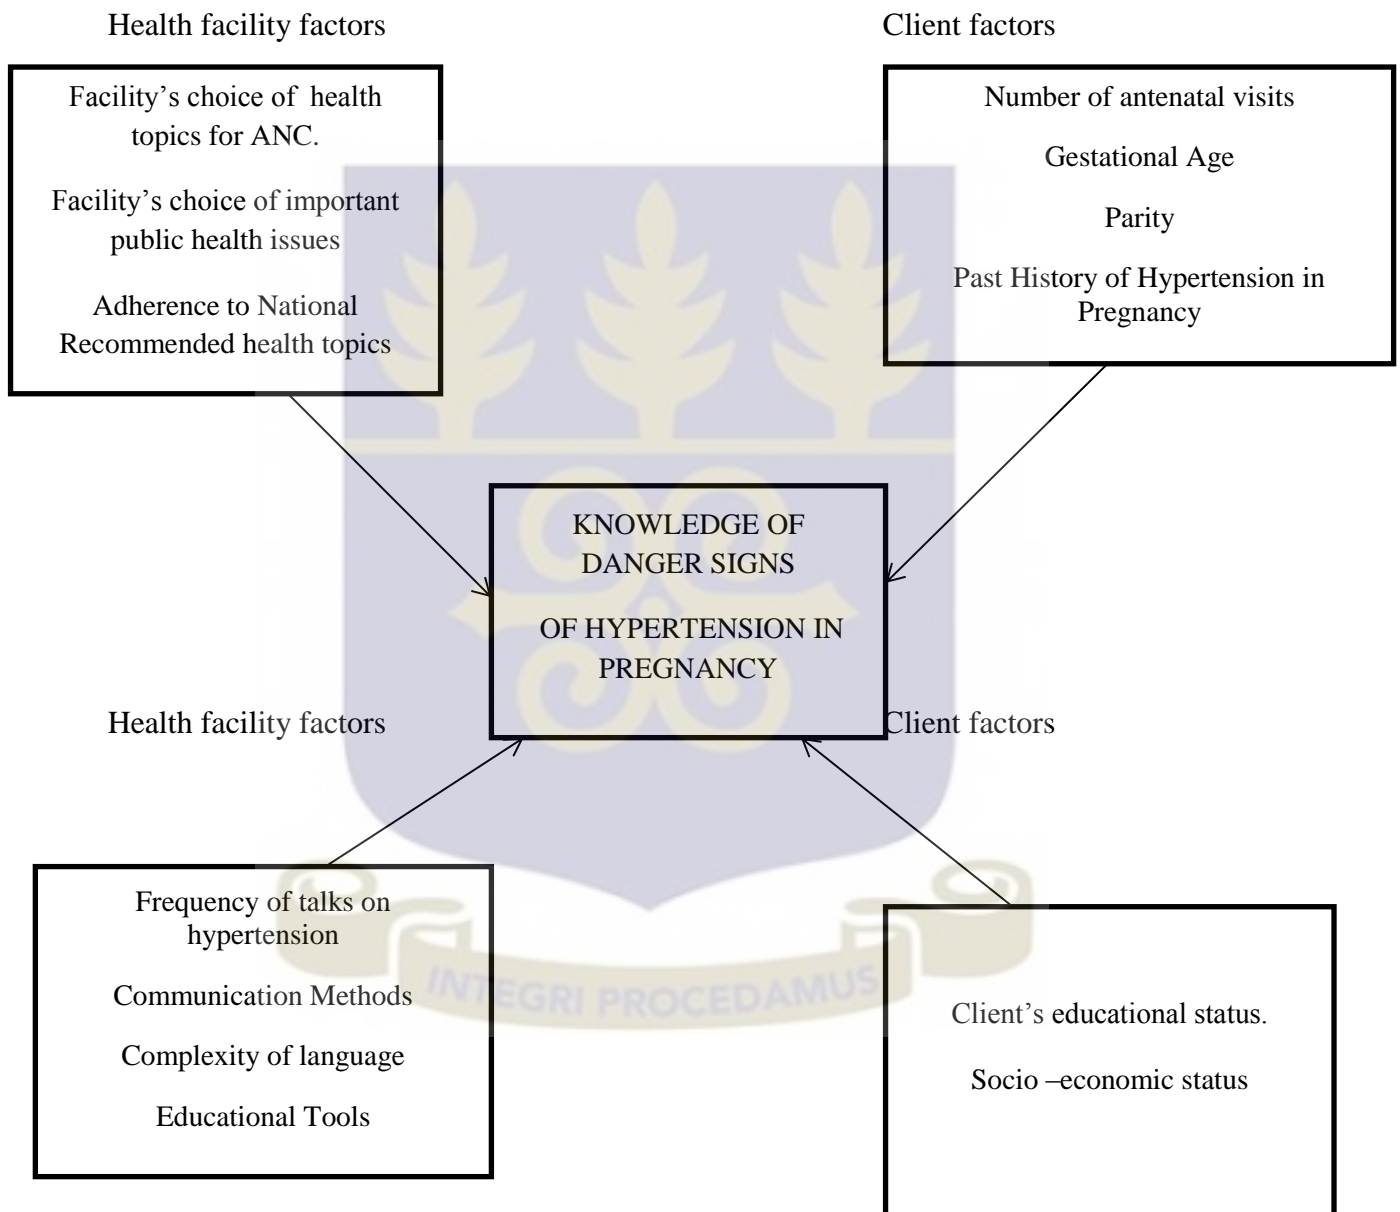 Health facility factors
Client factors
Facility’s choice of health
topics for ANC.
Facility’s choice of important
public health issues
Adherence to National
Recommended health topics
Number of antenatal visits
Gestational Age
Parity
Past History of Hypertension in
Pregnancy
KNOWLEDGE OF
DANGER SIGNS
OF HYPERTENSION IN
PREGNANCY
Health facility factors
Client factors
Frequency of talks on
hypertension
Communication Methods
Complexity of language
Educational Tools
Client’s educational status.
Socio –economic status
INTEGRI PROCEDAMUS